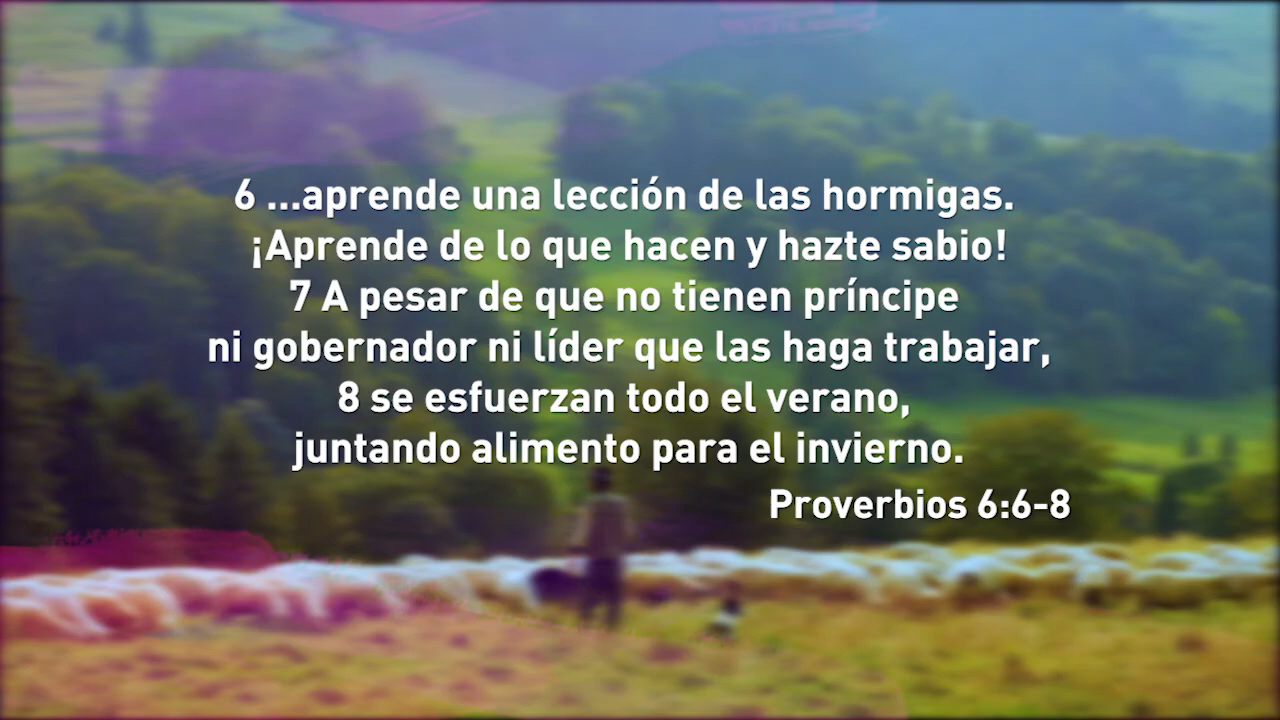 6 ...aprende una lección de las hormigas.
¡Aprende de lo que hacen y hazte sabio!
7 A pesar de que no tienen príncipe
ni gobernador ni líder que las haga trabajar,
8 se esfuerzan todo el verano,
juntando alimento para el invierno.
Proverbios 6:6-8